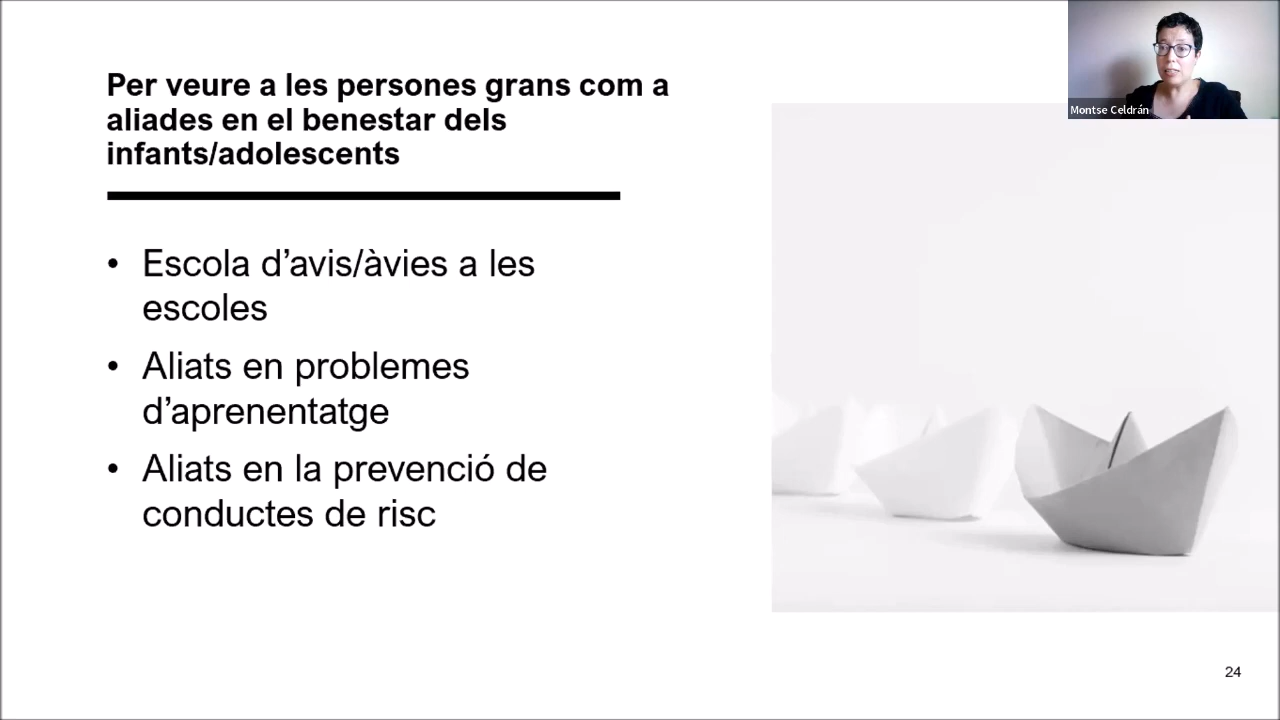 Per veure a les persones grans com a
aliades en el benestar dels
infants/adolescents
• Escola d’avis/àvies a les
escoles
• Aliats en problemes
d’aprenentatge
• Aliats en la prevenció de
conductes de risc
Montse Celdrán
24